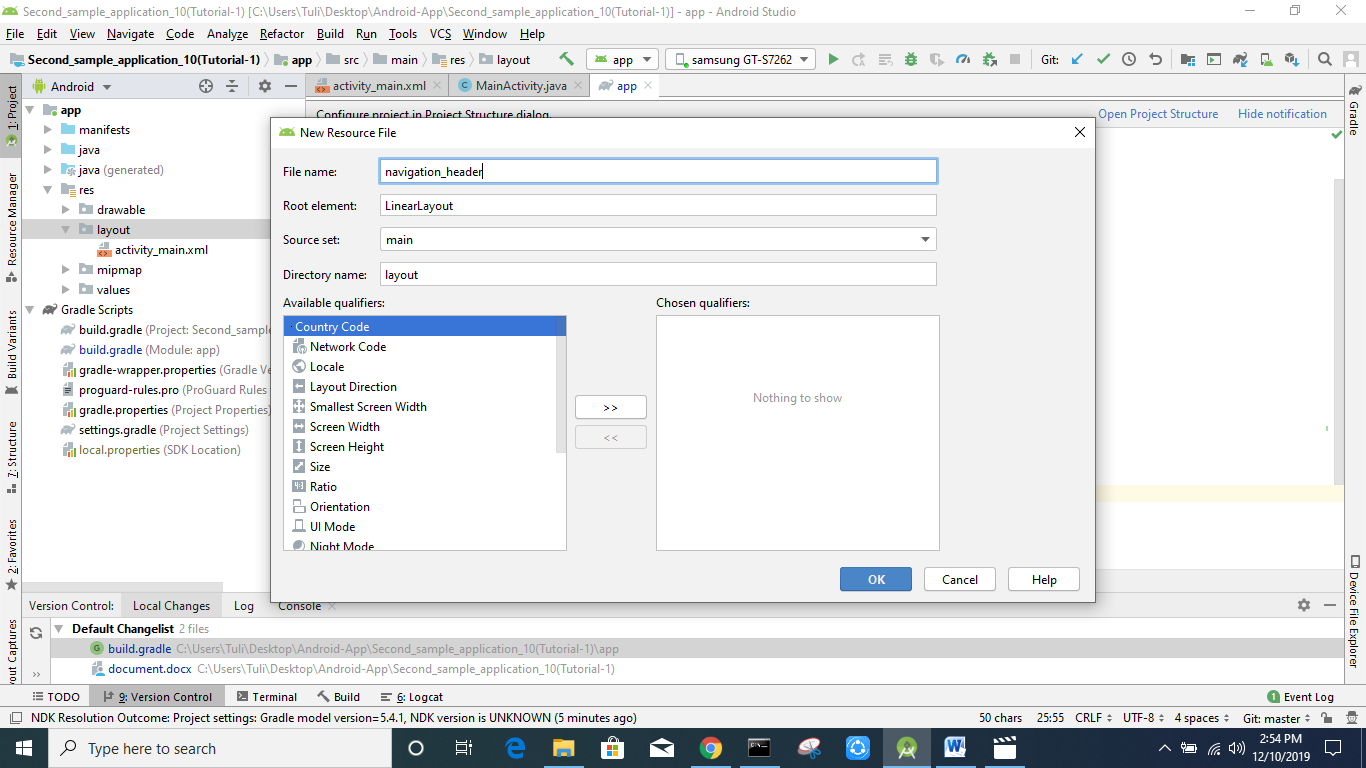 Second_sample_application_10(Tutorial-1) [C:\Users\Tuli\Desktop\Android-App\Second_sample_application_10(Tutorial-1)] - app - Android Studio
File Edit View Navigate Code Analyze Refactor Build Run Tools VCS Window Help
Second_sample_application_10(Tutorial-1) app src main res layout app samsung GT-S7262 Git:
Android activity_main.xml MainActivity.java app
Configure project in Project Structure dialog. Open Project Structure Hide notification
1: Project
Resource Manager
Build Variants
7: Structure
2: Favorites
out Captures
app
manifests
java
java (generated)
res
drawable
layout
activity_main.xml
mipmap
values
Gradle Scripts
build.gradle (Project: Second_sample
build.gradle (Module: app)
gradle-wrapper.properties (Gradle Ve
proguard-rules.pro (ProGuard Rules
gradle.properties (Project Properties)
settings.gradle (Project Settings)
local.properties (SDK Location)
New Resource File
File name: navigation_header
Root element: LinearLayout
Source set: main
Directory name: layout
Available qualifiers: Chosen qualifiers:
Country Code
Network Code
Locale
Layout Direction
Smallest Screen Width
Screen Width
Screen Height
Size
Ratio
Orientation
UI Mode
Night Mode
>>
<<
Nothing to show
OK Cancel Help
Gradle
Device File Explorer
Version Control: Local Changes Log Console
Default Changelist 2 files
build.gradle C:\Users\Tuli\Desktop\Android-App\Second_sample_application_10(Tutorial-1)\app
document.docx C:\Users\Tuli\Desktop\Android-App\Second_sample_application_10(Tutorial-1)
TODO 9: Version Control Terminal Build 6: Logcat 1 Event Log
NDK Resolution Outcome: Project settings: Gradle model version=5.4.1, NDK version is UNKNOWN (5 minutes ago) 50 chars 25:55 CRLF UTF-8 4 spaces Git: master
Type here to search
2:54 PM
12/10/2019